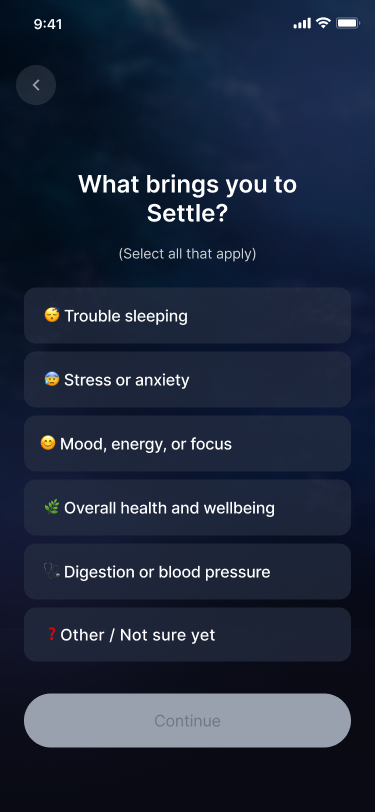 9:41
What brings you to
Settle?
(Select all that apply)
😴 Trouble sleeping
😰 Stress or anxiety
😊 Mood, energy, or focus
🌿 Overall health and wellbeing
🩺 Digestion or blood pressure
❓ Other / Not sure yet
Continue